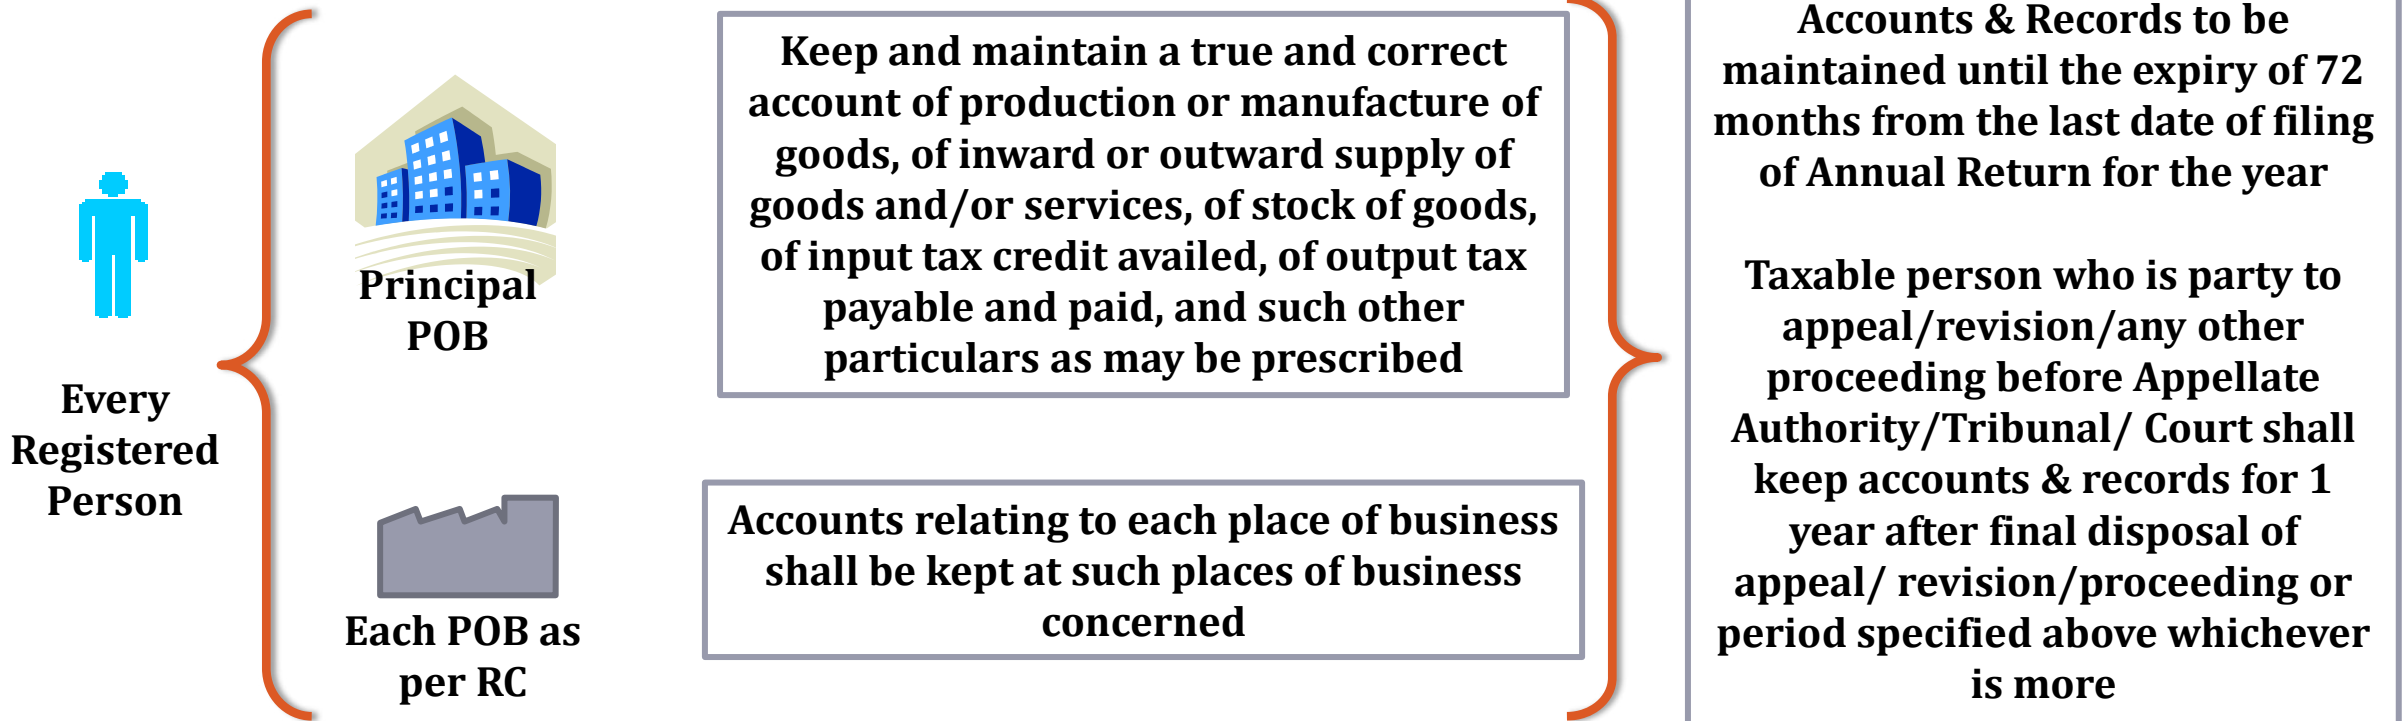 Every
Registered
Person
Principal
POB
Keep and maintain a true and correct
account of production or manufacture of
goods, of inward or outward supply of
goods and/or services, of stock of goods,
of input tax credit availed, of output tax
payable and paid, and such other
particulars as may be prescribed
Each POB as
per RC
Accounts relating to each place of business
shall be kept at such places of business
concerned
Accounts & Records to be
maintained until the expiry of 72
months from the last date of filing
of Annual Return for the year
Taxable person who is party to
appeal/revision/any other
proceeding before Appellate
Authority/Tribunal/ Court shall
keep accounts & records for 1
year after final disposal of
appeal/ revision/proceeding or
period specified above whichever
is more